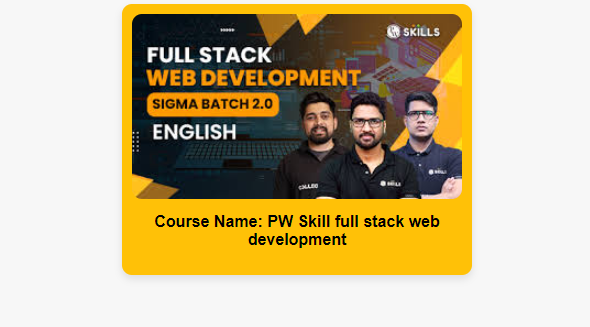 SKILLS
FULL STACK
WEB DEVELOPMENT
SIGMA BATCH 2.0
ENGLISH
SKILLS
Course Name: PW Skill full stack web
development